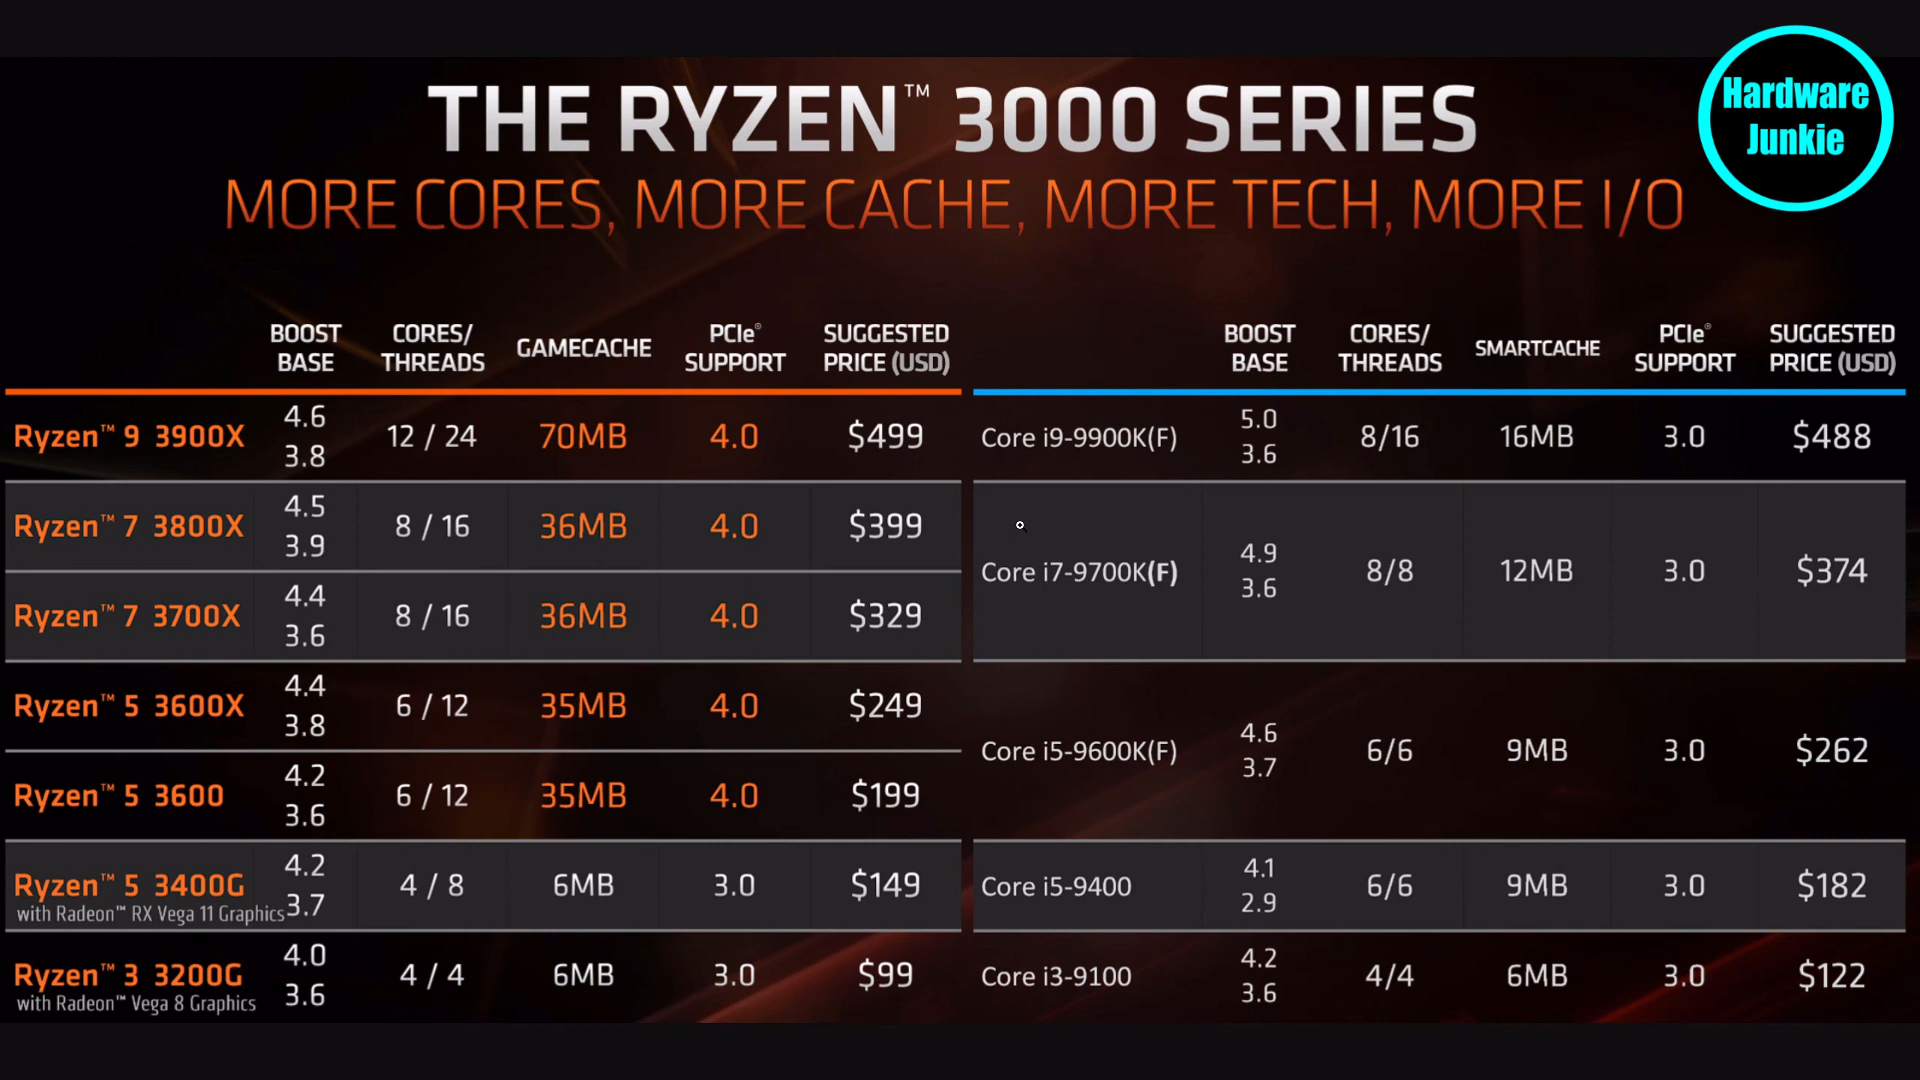 Hardware
Junkie
THE RYZEN™ 3000 SERIES
MORE CORES, MORE CACHE, MORE TECH, MORE I/O
BOOST BASE CORES/THREADS GAMECACHE PCIe® SUPPORT SUGGESTED PRICE (USD)
Ryzen™ 9 3900X 4.6 3.8 12 / 24 70MB 4.0 $499
Ryzen™ 7 3800X 4.5 3.9 8 / 16 36MB 4.0 $399
Ryzen™ 7 3700X 4.4 3.6 8 / 16 36MB 4.0 $329
Ryzen™ 5 3600X 4.4 3.8 6 / 12 35MB 4.0 $249
Ryzen™ 5 3600 4.2 3.6 6 / 12 35MB 4.0 $199
Ryzen™ 5 3400G 4.2 3.7 4 / 8 6MB 3.0 $149
with Radeon™ RX Vega 11 Graphics
Ryzen™ 3 3200G 4.0 3.6 4 / 4 6MB 3.0 $99
with Radeon™ Vega 8 Graphics
BOOST BASE CORES/THREADS SMARTCACHE PCIe® SUPPORT SUGGESTED PRICE (USD)
Core i9-9900K(F) 5.0 3.6 8/16 16MB 3.0 $488
Core i7-9700K(F) 4.9 3.6 8/8 12MB 3.0 $374
Core i5-9600K(F) 4.6 3.7 6/6 9MB 3.0 $262
Core i5-9400 4.1 2.9 6/6 9MB 3.0 $182
Core i3-9100 4.2 3.6 4/4 6MB 3.0 $122